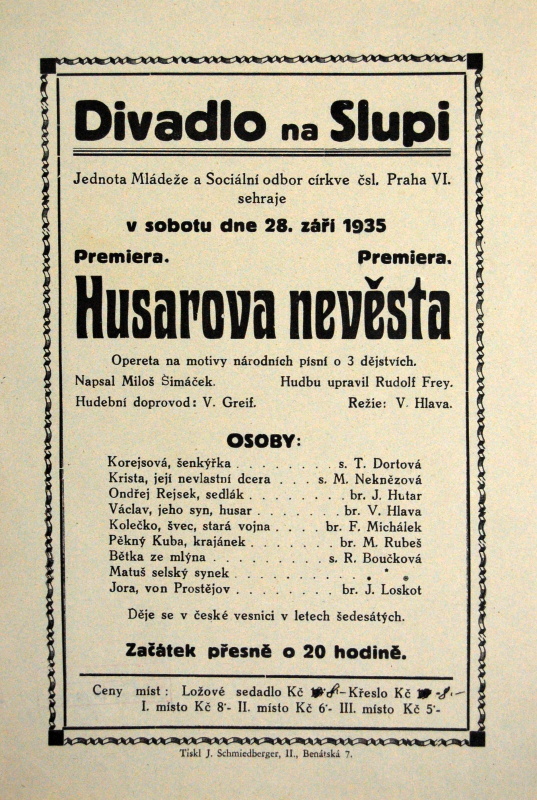 Divadlo na Slupi
Jednota Mládeže a Sociální odbor církve čsl. Praha VI.
sehraje
v sobotu dne 28. září 1935
Premiera. Premiera.
Husarova nevěsta
Opereta na motivy národních písní o 3 dějstvích.
Napsal Miloš Šimáček. Hudbu upravil Rudolf Frey.
Hudební doprovod: V. Greif. Režie: V. Hlava.
OSOBY:
Korejsová, šenkýřka . . . . . . . . s. T. Dortová
Krista, její nevlastní dcera . . . s. M. Neknězová
Ondřej Rejsek, sedlák . . . . . . . br. J. Hutar
Václav, jeho syn, husar . . . . . . br. V. Hlava
Kolečko, švec, stará vojna . . . . br. F. Michálek
Pěkný Kuba, krajánek . . . . . . . br. M. Rubeš
Bětka ze mlýna . . . . . . . . . s. R. Boučková
Matuš selský synek . . . . . . . . . . * * *
Jora, von Prostějov . . . . . . . . br. J. Loskot
Děje se v české vesnici v letech šedesátých.
Začátek přesně o 20 hodině.
Ceny míst: Ložové sedadlo Kč 8·- Křeslo Kč -8·-
I. místo Kč 8·- II. místo Kč 6·- III. místo Kč 5·-
Tiskl J. Schmiedberger, II., Benátská 7.